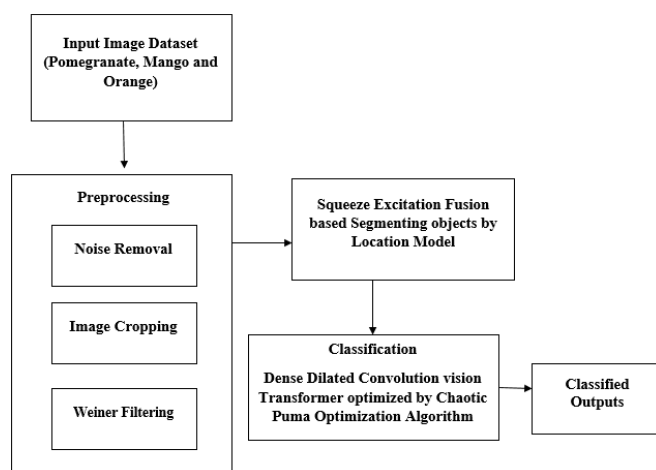 Input Image Dataset
(Pomegranate, Mango and
Orange)
Preprocessing
Noise Removal
Image Cropping
Weiner Filtering
Squeeze Excitation Fusion
based Segmenting objects by
Location Model
Classification
Dense Dilated Convolution vision
Transformer optimized by Chaotic
Puma Optimization Algorithm
Classified
Outputs